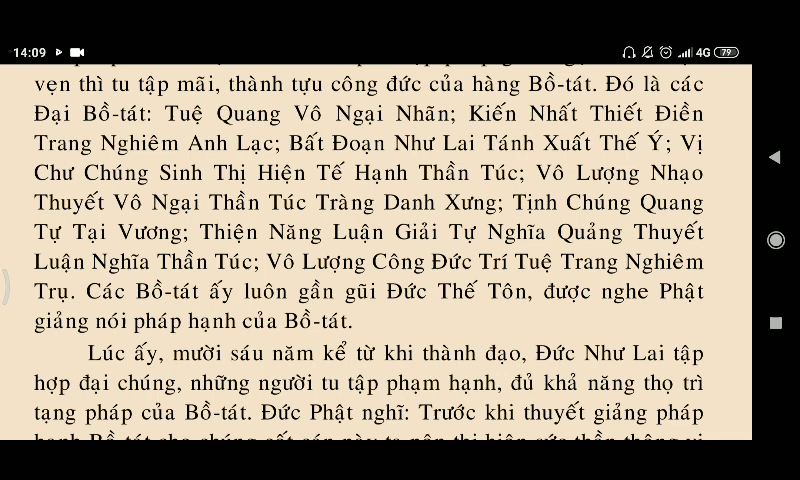 14:09
4G 79
vẹn thì tu tập mãi, thành tựu công đức của hàng Bồ-tát. Đó là các
Đại Bồ-tát: Tuệ Quang Vô Ngại Nhãn; Kiến Nhất Thiết Điền
Trang Nghiêm Anh Lạc; Bất Đoạn Như Lai Tánh Xuất Thế Ý; Vị
Chư Chúng Sinh Thị Hiện Tế Hạnh Thần Túc; Vô Lượng Nhạo
Thuyết Vô Ngại Thần Túc Tràng Danh Xưng; Tịnh Chúng Quang
Tự Tại Vương; Thiện Năng Luận Giải Tự Nghĩa Quảng Thuyết
Luận Nghĩa Thần Túc; Vô Lượng Công Đức Trí Tuệ Trang Nghiêm
Trụ. Các Bồ-tát ấy luôn gần gũi Đức Thế Tôn, được nghe Phật
giảng nói pháp hạnh của Bồ-tát.
Lúc ấy, mười sáu năm kể từ khi thành đạo, Đức Như Lai tập
hợp đại chúng, những người tu tập phạm hạnh, đủ khả năng thọ trì
tạng pháp của Bồ-tát. Đức Phật nghĩ: Trước khi thuyết giảng pháp